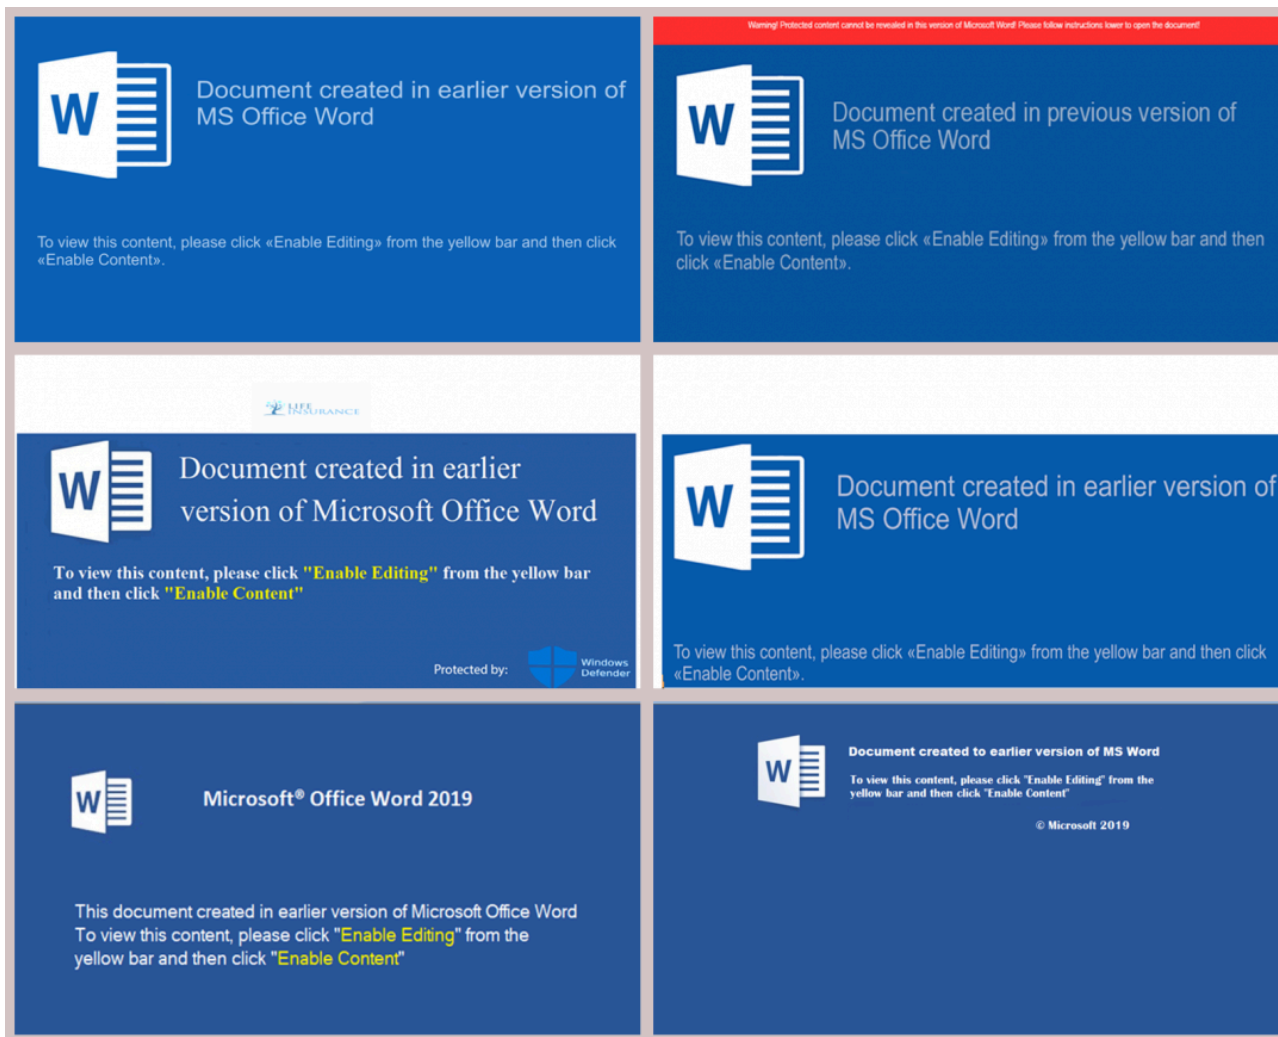 W
Document created in earlier version of
MS Office Word
To view this content, please click «Enable Editing» from the yellow bar and then click
«Enable Content».
Warning! Protected content cannot be revealed in this version of Microsoft Word! Please follow instructions lower to open the document!
W
Document created in previous version of
MS Office Word
To view this content, please click «Enable Editing» from the yellow bar and then
click «Enable Content».
LIFE
INSURANCE
W
Document created in earlier
version of Microsoft Office Word
To view this content, please click "Enable Editing" from the yellow bar
and then click "Enable Content"
Protected by:
Windows
Defender
W
Document created in earlier version of
MS Office Word
To view this content, please click «Enable Editing» from the yellow bar and then click
«Enable Content».
W
Microsoft® Office Word 2019
This document created in earlier version of Microsoft Office Word
To view this content, please click "Enable Editing" from the
yellow bar and then click "Enable Content"
W
Document created to earlier version of MS Word
To view this content, please click "Enable Editing" from the
yellow bar and then click "Enable Content"
© Microsoft 2019